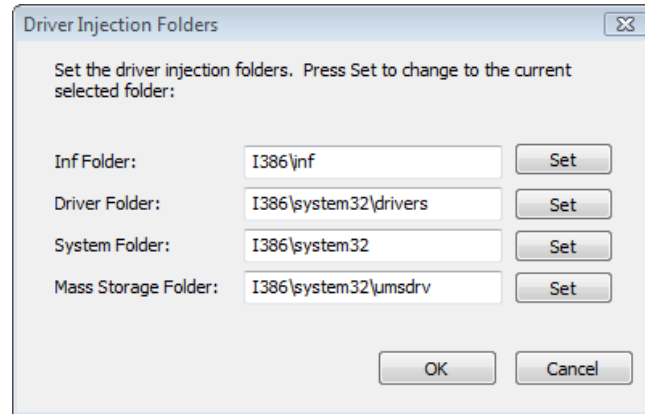 Driver Injection Folders
Set the driver injection folders. Press Set to change to the current
selected folder:
Inf Folder: I386\inf Set
Driver Folder: I386\system32\drivers Set
System Folder: I386\system32 Set
Mass Storage Folder: I386\system32\umsdrv Set
OK Cancel